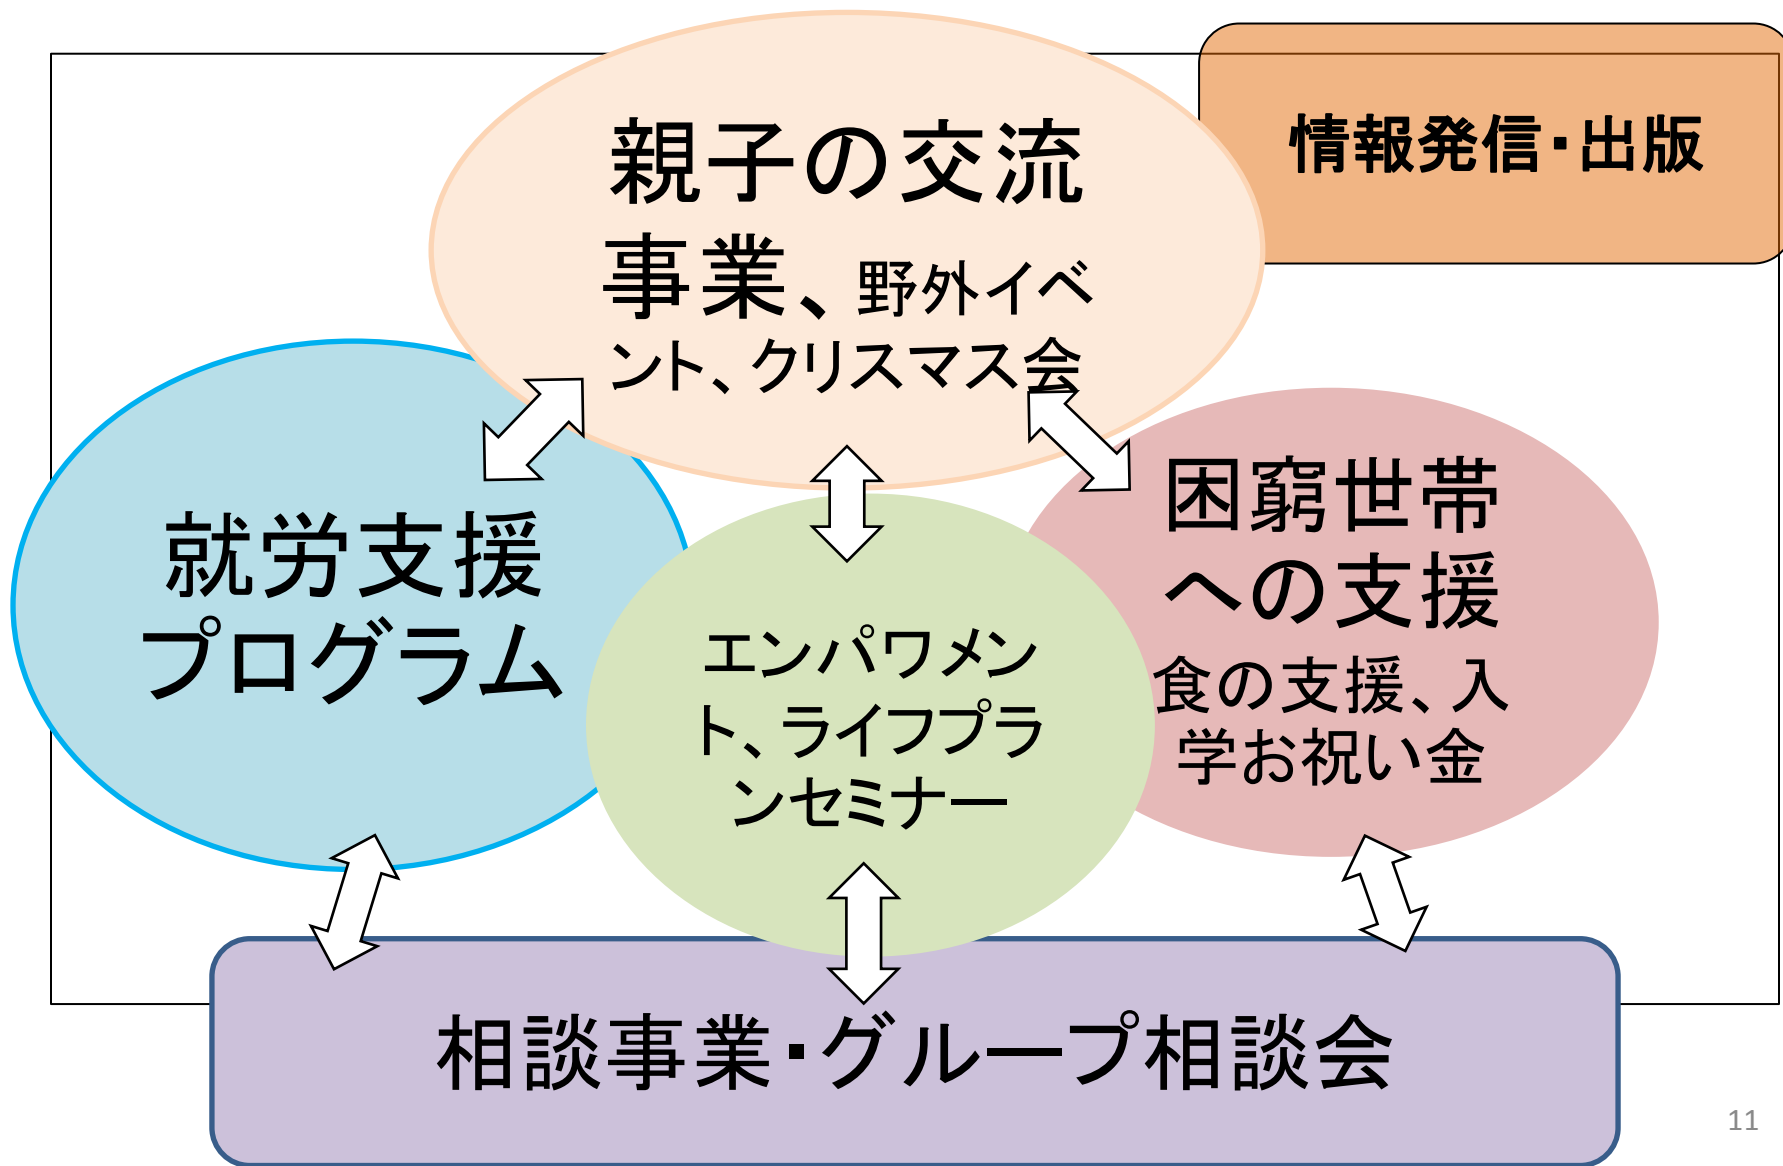 親子の交流
事業、野外イベ
ント、クリスマス会
情報発信・出版
就労支援
プログラム
エンパワメン
ト、ライフプラ
ンセミナー
困窮世帯
への支援
食の支援、入
学お祝い金
相談事業・グループ相談会
11